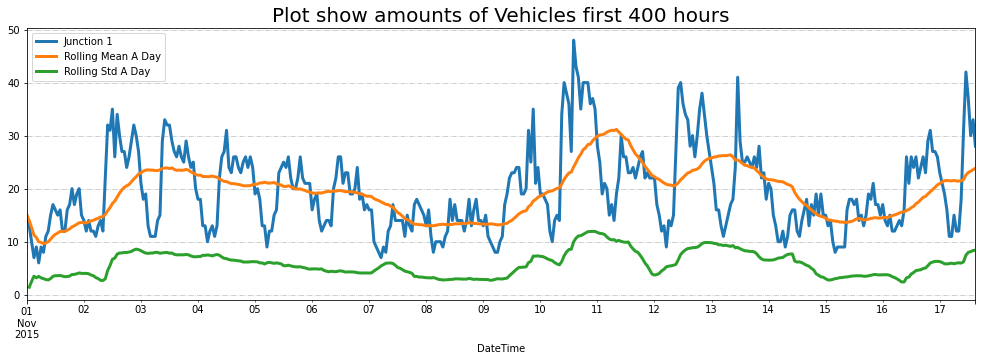 Plot show amounts of Vehicles first 400 hours
Junction 1
Rolling Mean A Day
Rolling Std A Day
50
40
30
20
10
0
01 02 03 04 05 06 07 08 09 10 11 12 13 14 15 16 17
Nov
2015
DateTime